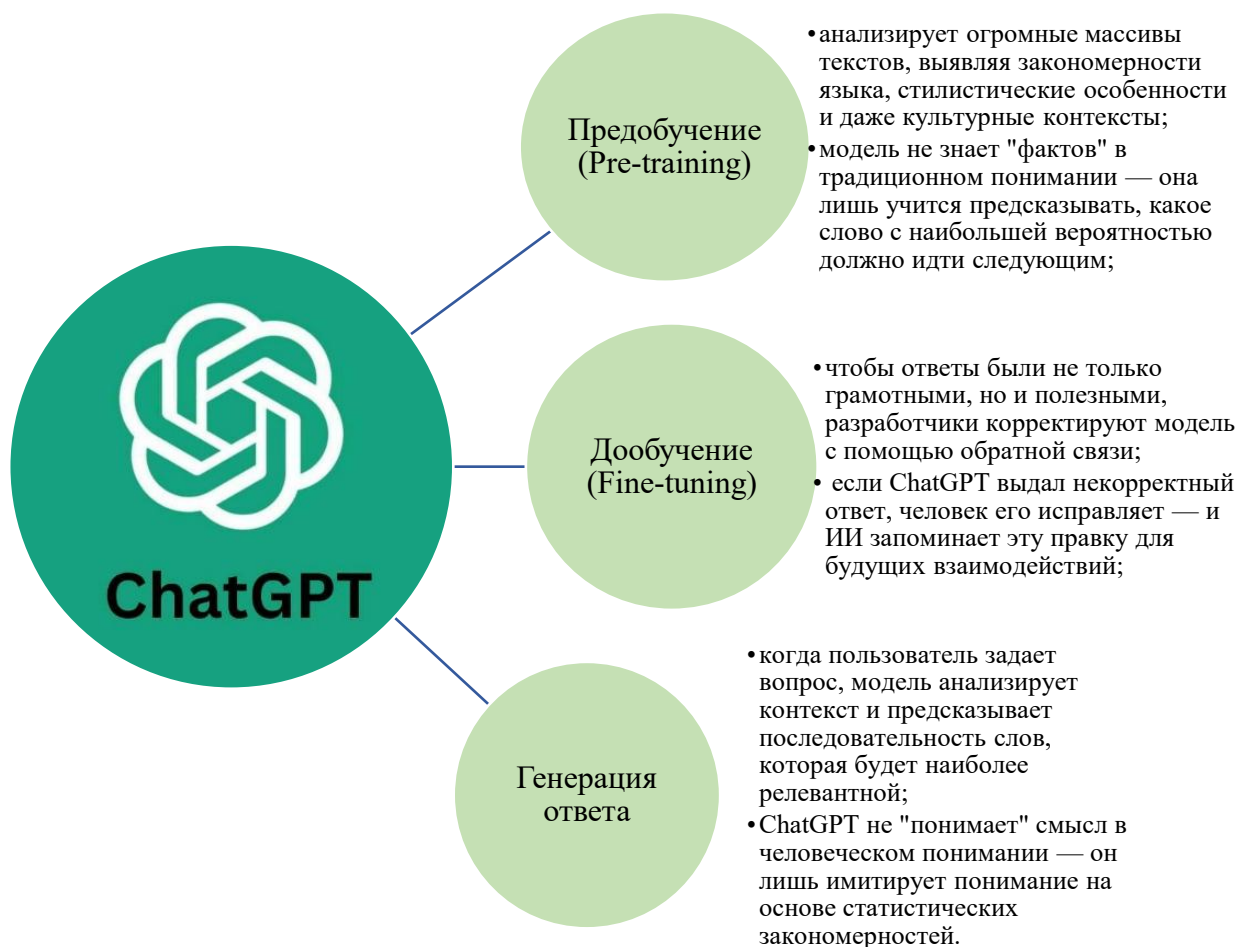 Предобучение
(Pre-training)
•анализирует огромные массивы
текстов, выявляя закономерности
языка, стилистические особенности
и даже культурные контексты;
•модель не знает "фактов" в
традиционном понимании — она
лишь учится предсказывать, какое
слово с наибольшей вероятностью
должно идти следующим;
ChatGPT
Дообучение
(Fine-tuning)
•чтобы ответы были не только
грамотными, но и полезными,
разработчики корректируют модель
с помощью обратной связи;
• если ChatGPT выдал некорректный
ответ, человек его исправляет — и
ИИ запоминает эту правку для
будущих взаимодействий;
Генерация
ответа
•когда пользователь задает
вопрос, модель анализирует
контекст и предсказывает
последовательность слов,
которая будет наиболее
релевантной;
•ChatGPT не "понимает" смысл в
человеческом понимании — он
лишь имитирует понимание на
основе статистических
закономерностей.